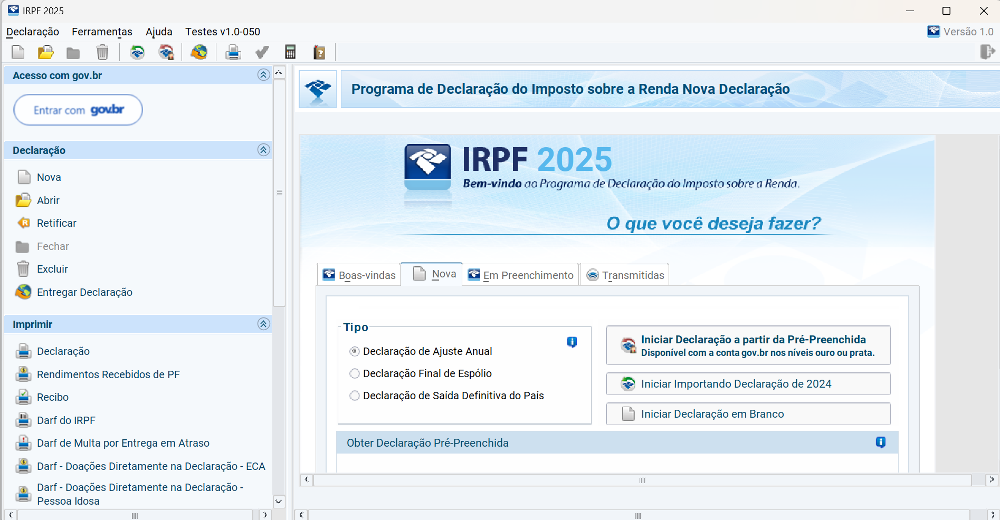 IRPF 2025
Declaração Ferramentas Ajuda Testes v1.0-050
Versão 1.0
Acesso com gov.br
Entrar com gov.br
Declaração
Nova
Abrir
Retificar
Fechar
Excluir
Entregar Declaração
Imprimir
Declaração
Rendimentos Recebidos de PF
Recibo
Darf do IRPF
Darf de Multa por Entrega em Atraso
Darf - Doações Diretamente na Declaração - ECA
Darf - Doações Diretamente na Declaração -
Pessoa Idosa
Programa de Declaração do Imposto sobre a Renda Nova Declaração
IRPF 2025
Bem-vindo ao Programa de Declaração do Imposto sobre a Renda.
O que você deseja fazer?
Boas-vindas Nova Em Preenchimento Transmitidas
Tipo
Declaração de Ajuste Anual
Declaração Final de Espólio
Declaração de Saída Definitiva do País
Iniciar Declaração a partir da Pré-Preenchida
Disponível com a conta gov.br nos níveis ouro ou prata.
Iniciar Importando Declaração de 2024
Iniciar Declaração em Branco
Obter Declaração Pré-Preenchida